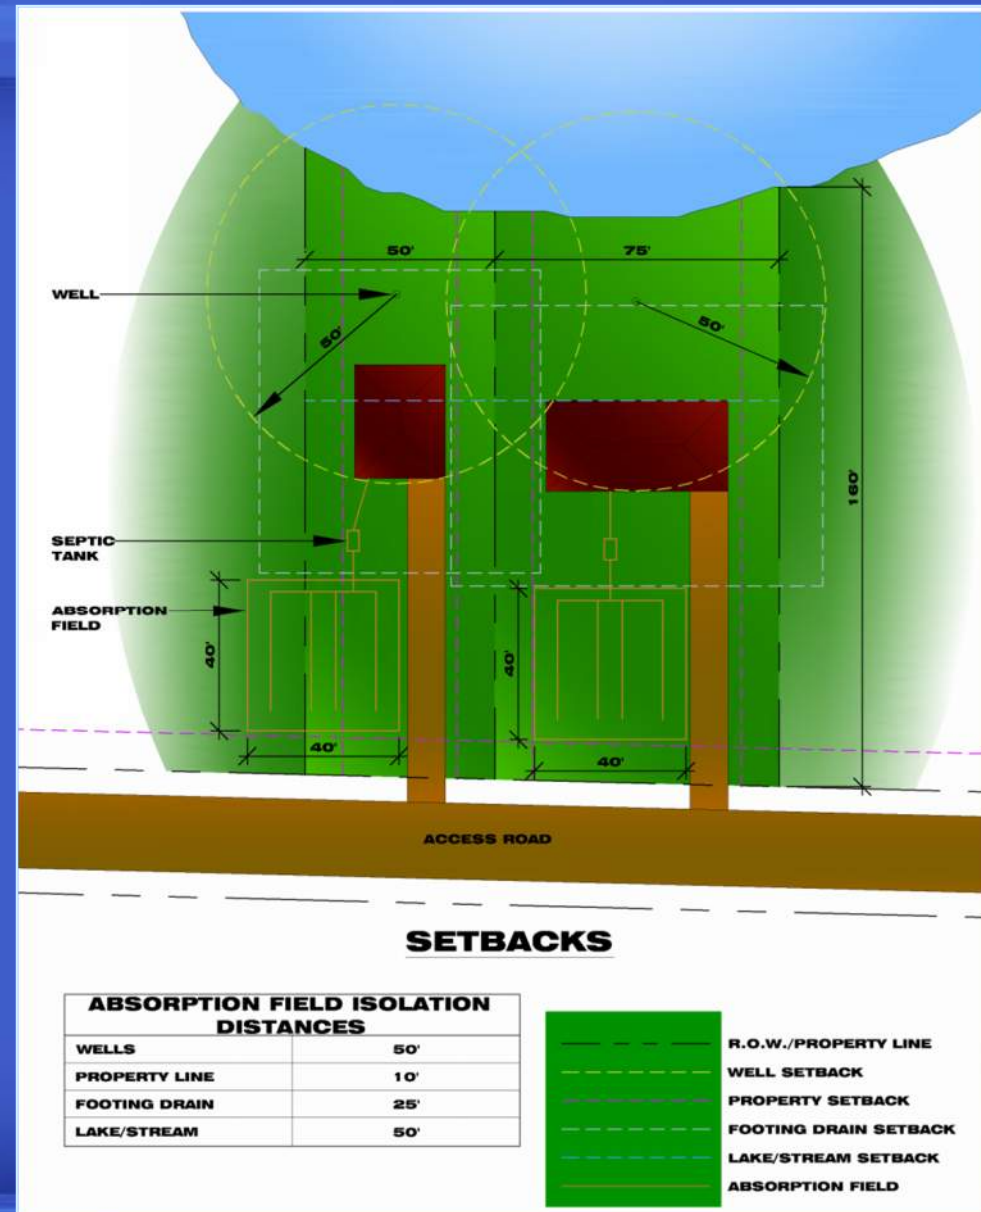 50'
75'
WELL
50'
50'
160'
SEPTIC
TANK
ABSORPTION
FIELD
40'
40'
40'
40'
ACCESS ROAD
SETBACKS
ABSORPTION FIELD ISOLATION
DISTANCES
WELLS 50'
PROPERTY LINE 10'
FOOTING DRAIN 25'
LAKE/STREAM 50'
R.O.W./PROPERTY LINE
WELL SETBACK
PROPERTY SETBACK
FOOTING DRAIN SETBACK
LAKE/STREAM SETBACK
ABSORPTION FIELD